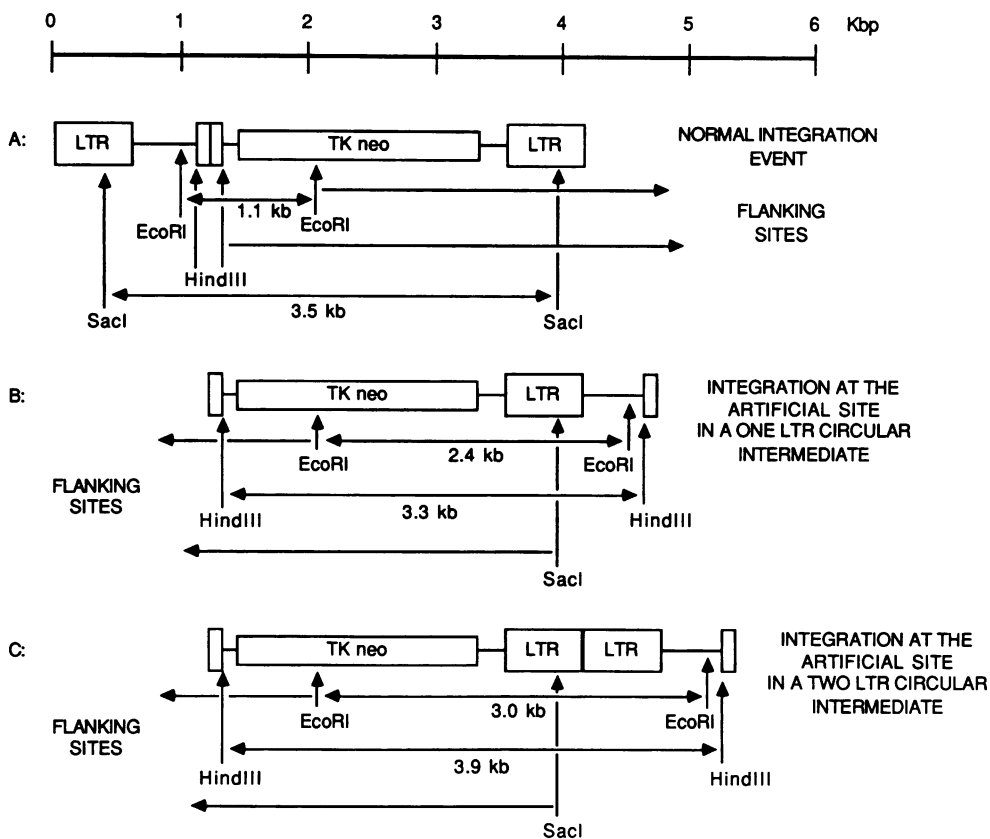 0 1 2 3 4 5 6 Kbp
A:
LTR
TK neo
LTR
NORMAL INTEGRATION
EVENT
1.1 kb
EcoRI
EcoRI
FLANKING
SITES
HindIII
3.5 kb
SacI
SacI
B:
TK neo
LTR
INTEGRATION AT THE
ARTIFICIAL SITE
IN A ONE LTR CIRCULAR
INTERMEDIATE
2.4 kb
EcoRI
EcoRI
FLANKING
SITES
3.3 kb
HindIII
HindIII
SacI
C:
TK neo
LTR
LTR
INTEGRATION AT THE
ARTIFICIAL SITE
IN A TWO LTR CIRCULAR
INTERMEDIATE
3.0 kb
EcoRI
EcoRI
FLANKING
SITES
3.9 kb
HindIII
HindIII
SacI